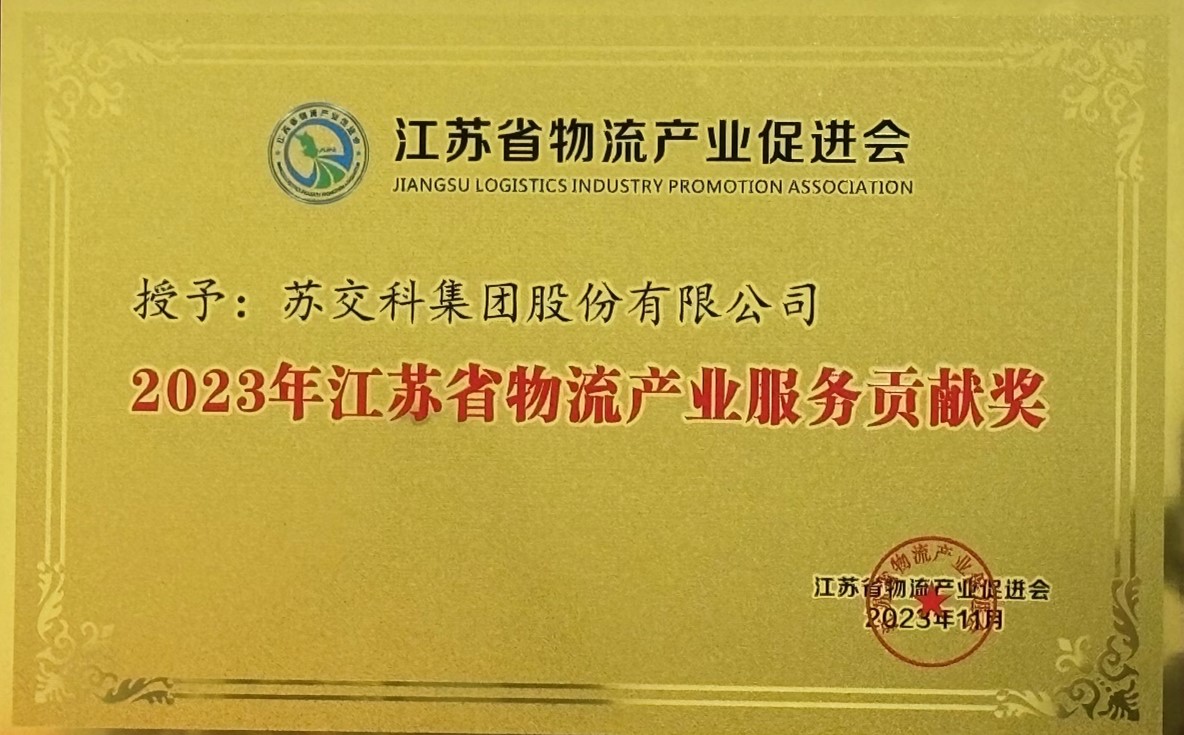 江苏省物流产业促进会
JIANGSU LOGISTICS INDUSTRY PROMOTION ASSOCIATION
授予：苏交科集团股份有限公司
2023年江苏省物流产业服务贡献奖
江苏省物流产业促进会
2023年11月